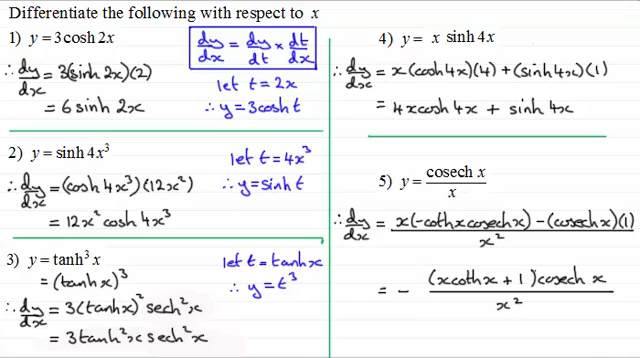 Differentiate the following with respect to x
1) y = 3cosh 2x
∴ dy/dx = 3(sinh 2x)(2)
= 6 sinh 2x
dy/dx = dy/dt × dt/dx
let t = 2x
∴ y = 3cosh t
2) y = sinh 4x³
∴ dy/dx = (cosh 4x³)(12x²)
= 12x² cosh 4x³
let t = 4x³
∴ y = sinh t
3) y = tanh³ x
= (tanh x)³
∴ dy/dx = 3(tanh x)² sech² x
= 3tanh² x sech² x
let t = tanh x
∴ y = t³
4) y = x sinh 4x
∴ dy/dx = x(cosh 4x)(4) + (sinh 4x)(1)
= 4x cosh 4x + sinh 4x
5) y = cosech x / x
∴ dy/dx = x(-coth x cosech x) - (cosech x)(1) / x²
= - (x coth x + 1) cosech x / x²